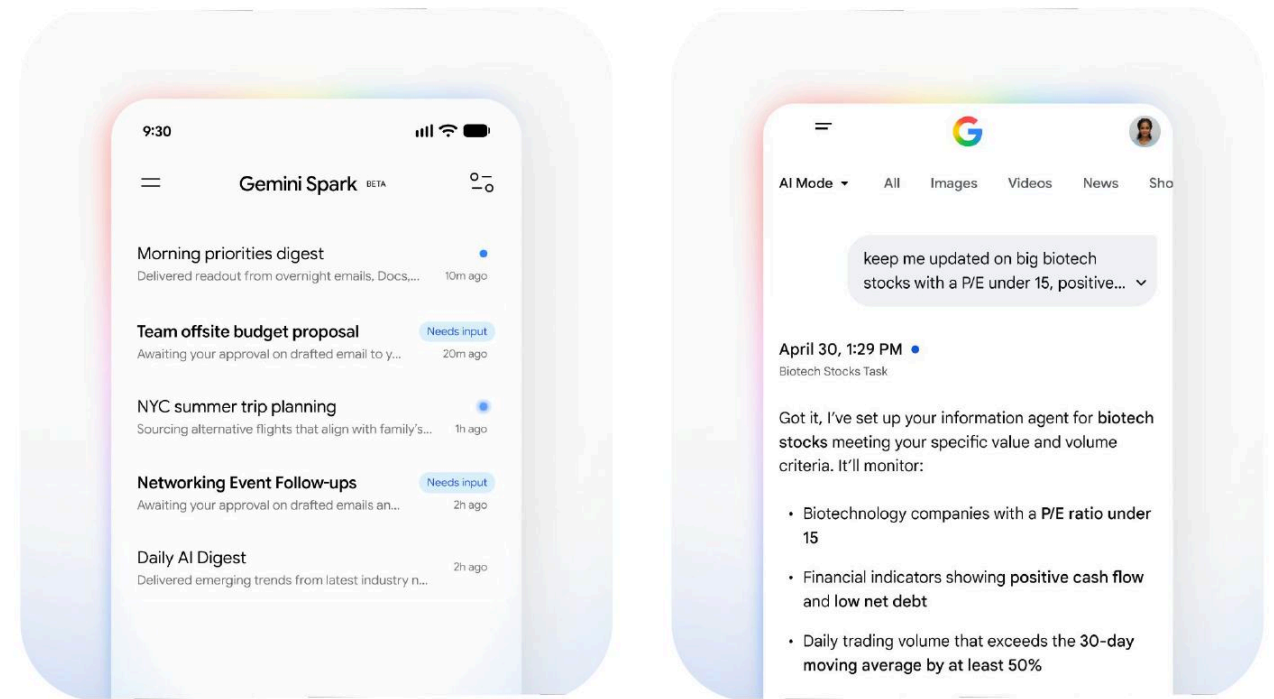 9:30
Gemini Spark BETA
Morning priorities digest
Delivered readout from overnight emails, Docs,... 10m ago
Team offsite budget proposal Needs input
Awaiting your approval on drafted email to y... 20m ago
NYC summer trip planning
Sourcing alternative flights that align with family's... 1h ago
Networking Event Follow-ups Needs input
Awaiting your approval on drafted emails an... 2h ago
Daily AI Digest
Delivered emerging trends from latest industry n... 2h ago
G
AI Mode All Images Videos News Sho
keep me updated on big biotech
stocks with a P/E under 15, positive...
April 30, 1:29 PM
Biotech Stocks Task
Got it, I've set up your information agent for biotech
stocks meeting your specific value and volume
criteria. It'll monitor:
• Biotechnology companies with a P/E ratio under
15
• Financial indicators showing positive cash flow
and low net debt
• Daily trading volume that exceeds the 30-day
moving average by at least 50%